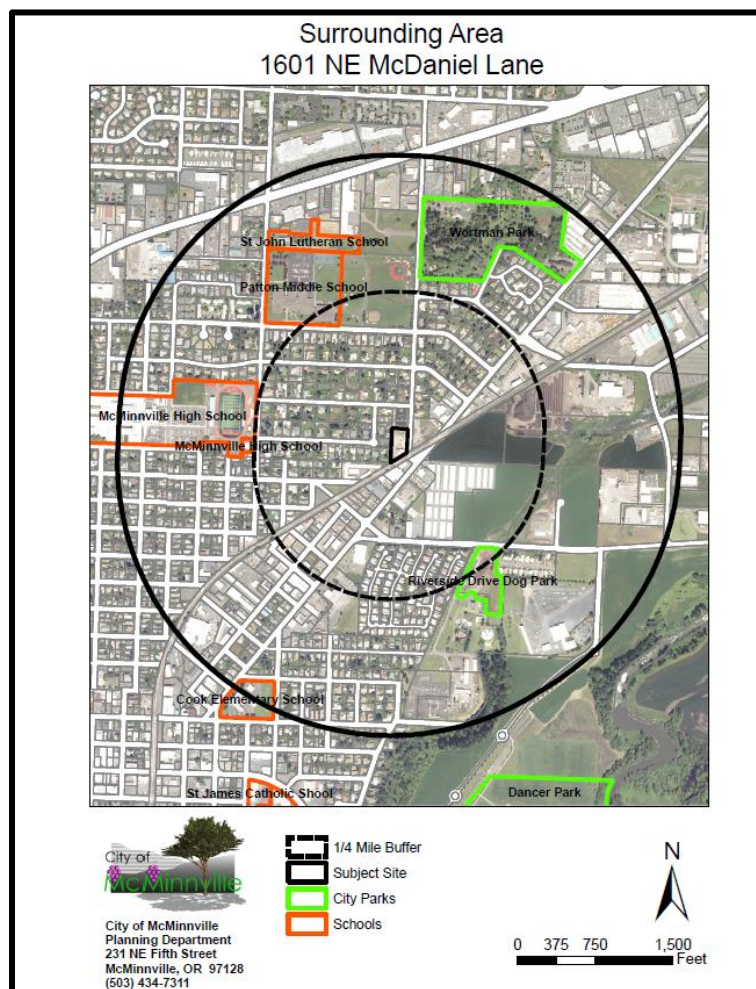 Surrounding Area
1601 NE McDaniel Lane
Wortman Park
St John Lutheran School
Patton Middle School
McMinnville High School
McMinnville High School
Riverside Drive Dog Park
Cook Elementary School
St James Catholic Shool
Dancer Park
City of
McMinnville
City of McMinnville
Planning Department
231 NE Fifth Street
McMinnville, OR 97128
(503) 434-7311
1/4 Mile Buffer
Subject Site
City Parks
Schools
N
0 375 750 1,500
Feet